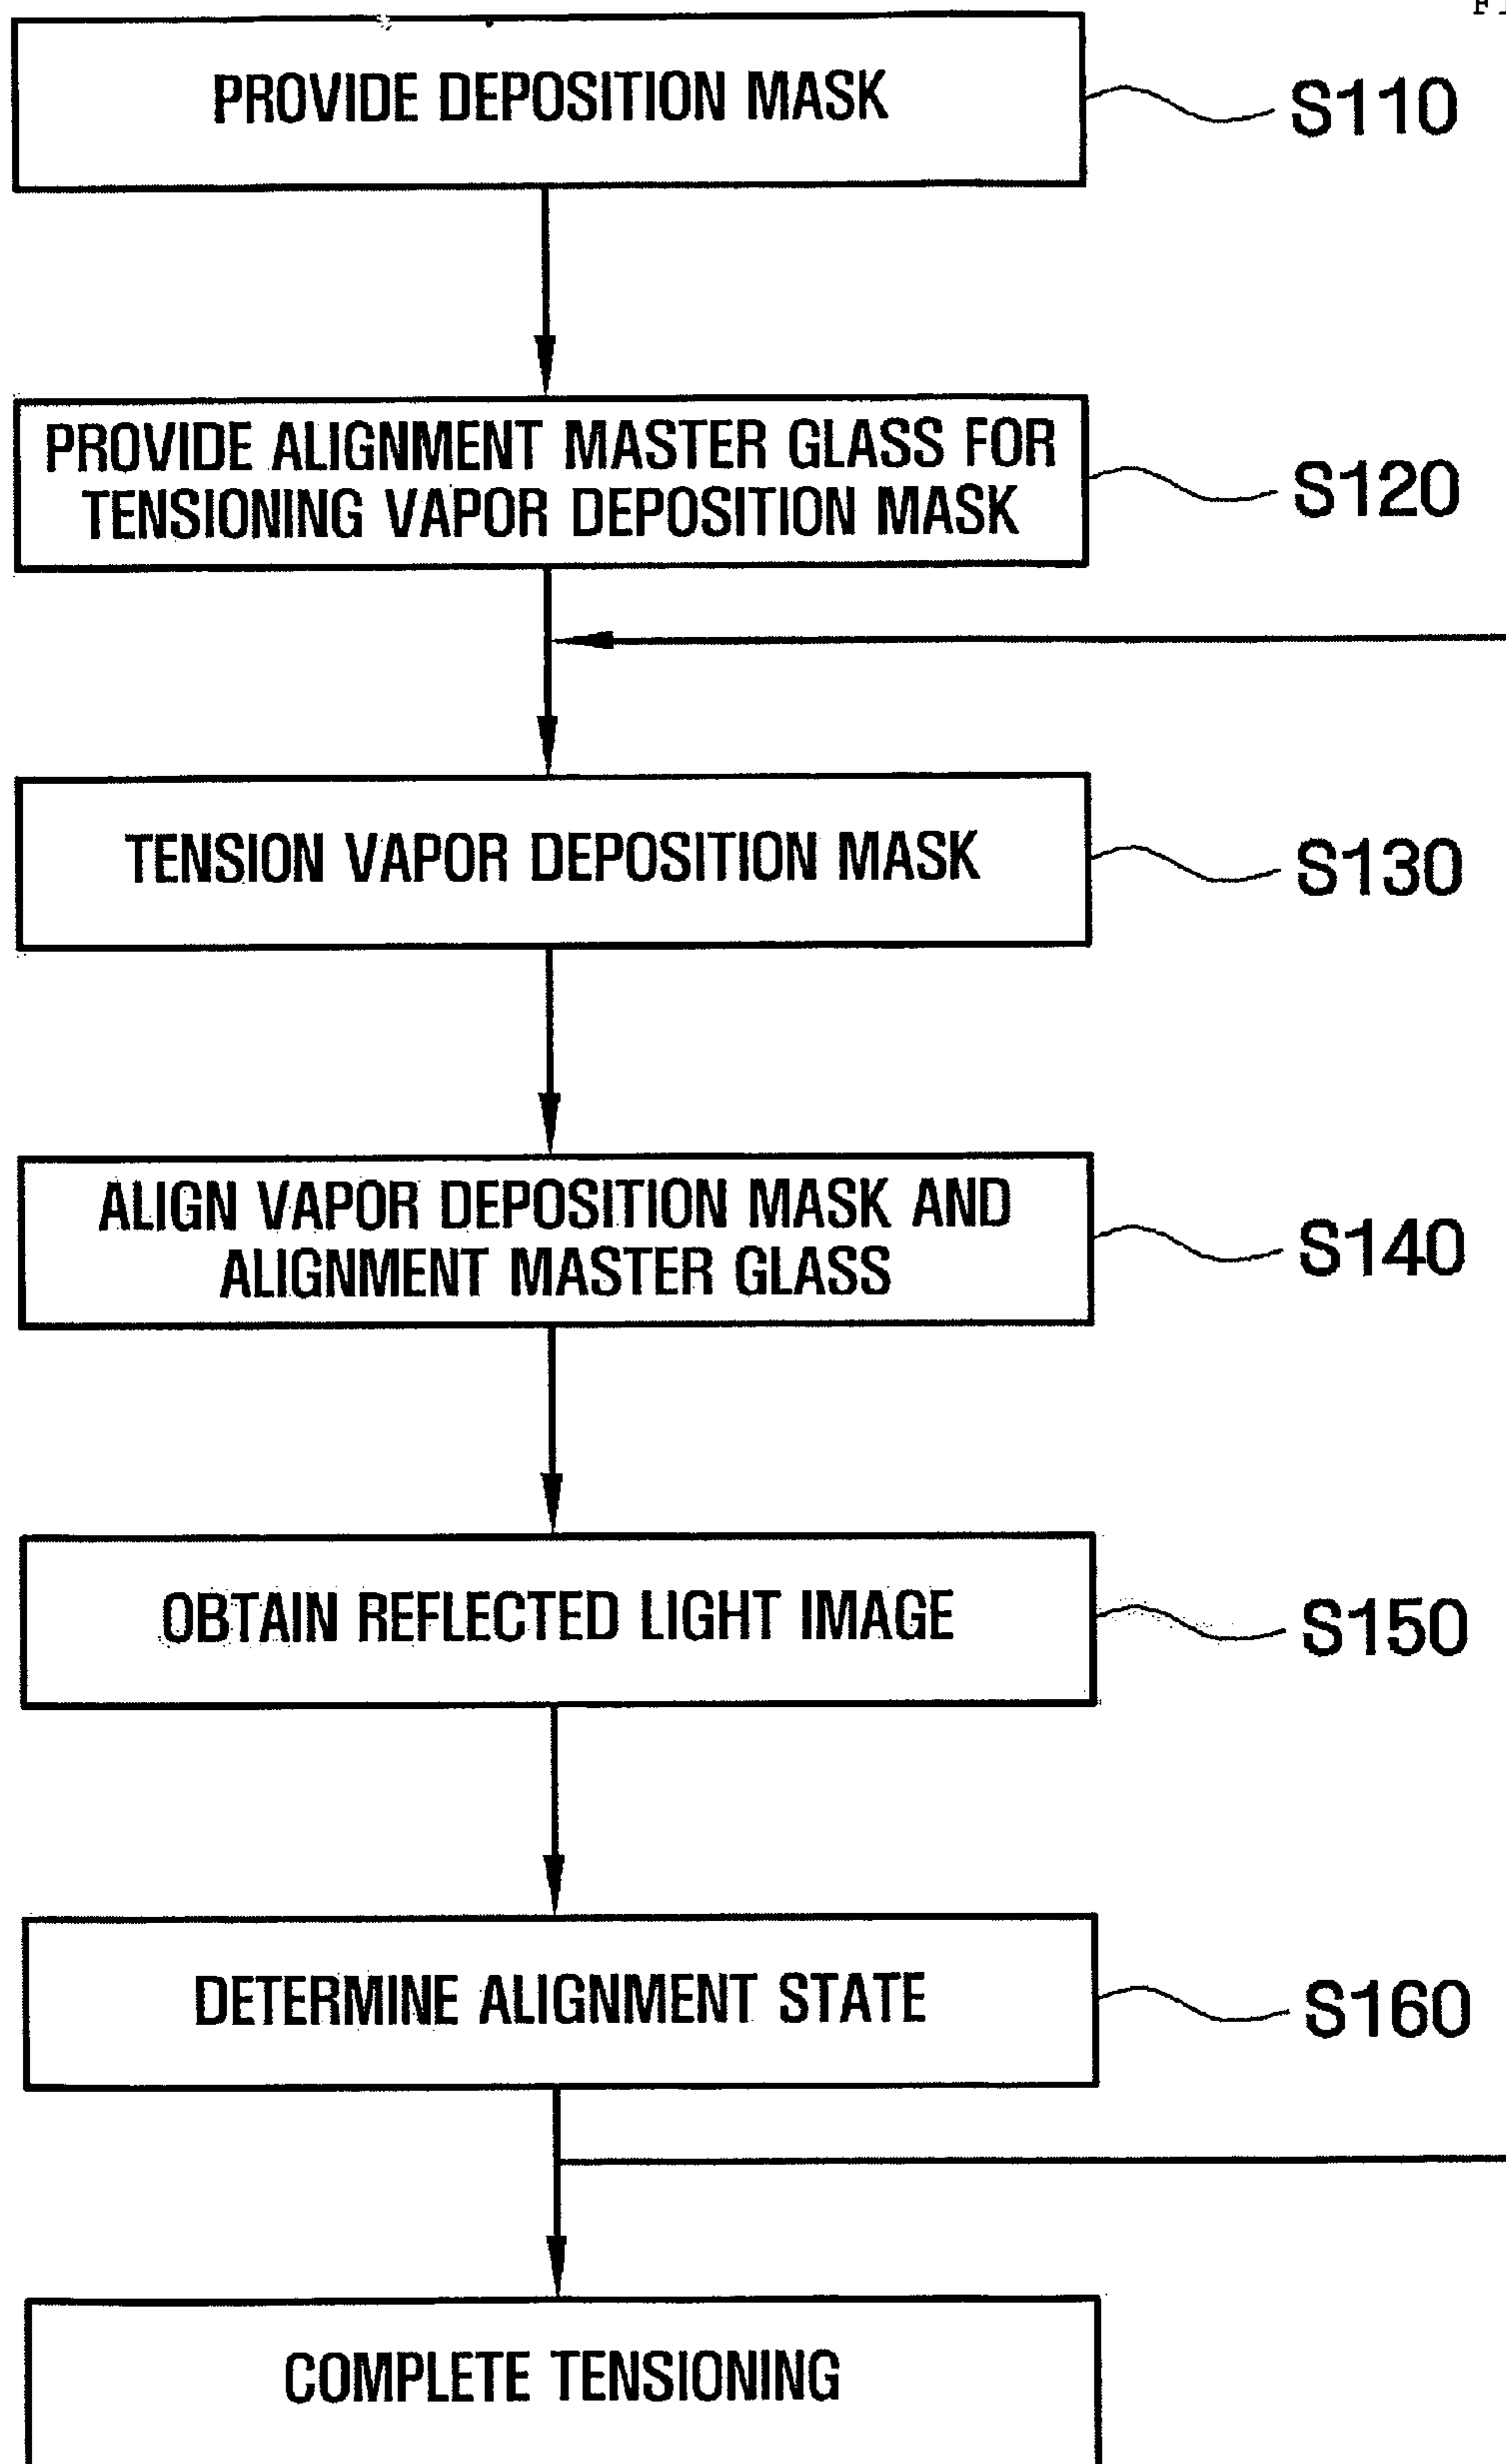 PROVIDE DEPOSITION MASK
S110
PROVIDE ALIGNMENT MASTER GLASS FOR
TENSIONING VAPOR DEPOSITION MASK
S120
TENSION VAPOR DEPOSITION MASK
S130
ALIGN VAPOR DEPOSITION MASK AND
ALIGNMENT MASTER GLASS
S140
OBTAIN REFLECTED LIGHT IMAGE
S150
DETERMINE ALIGNMENT STATE
S160
COMPLETE TENSIONING